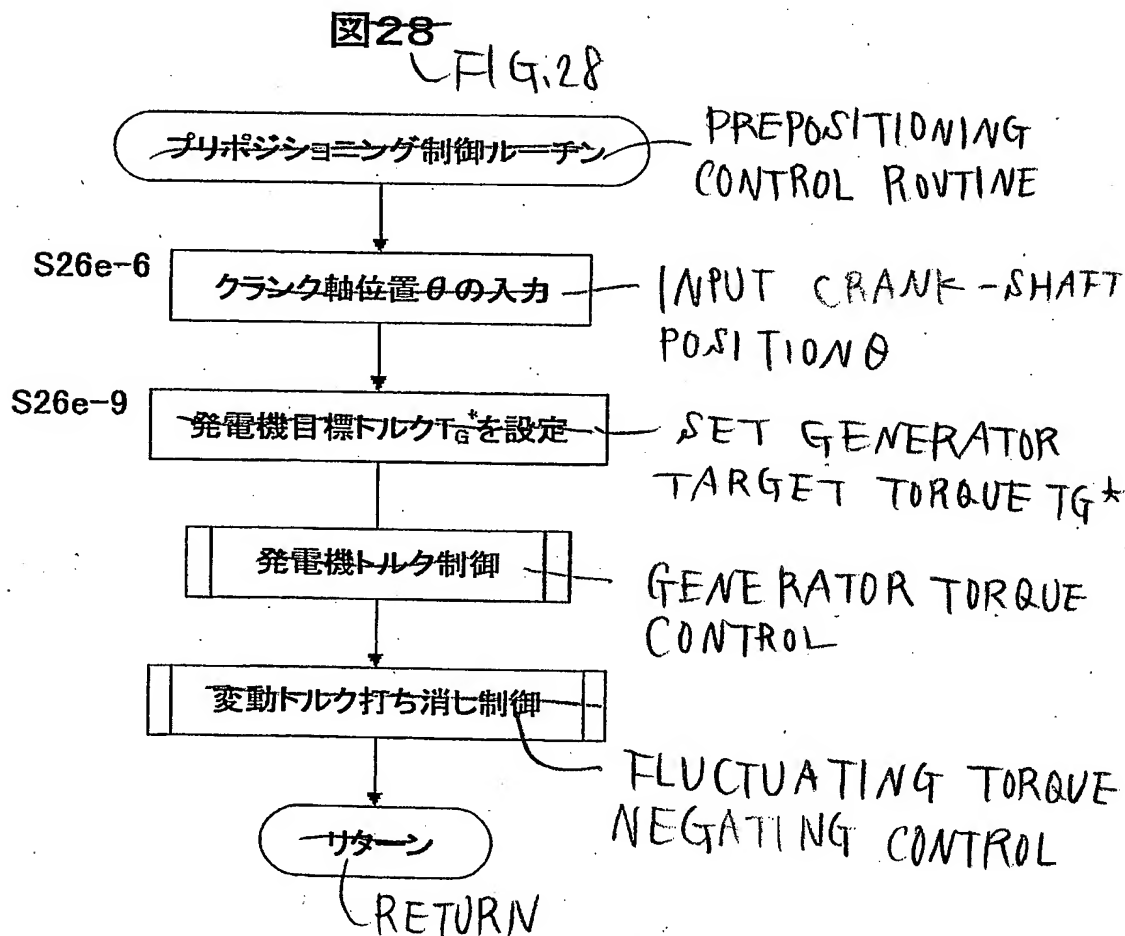 図28
FIG.28
プリポジショニング制御ルーチン
PREPOSITIONING
CONTROL ROUTINE
S26e-6
クランク軸位置θの入力
INPUT CRANK-SHAFT
POSITION θ
S26e-9
発電機目標トルクTG*を設定
SET GENERATOR
TARGET TORQUE TG*
発電機トルク制御
GENERATOR TORQUE
CONTROL
変動トルク打ち消し制御
FLUCTUATING TORQUE
NEGATING CONTROL
リターン
RETURN